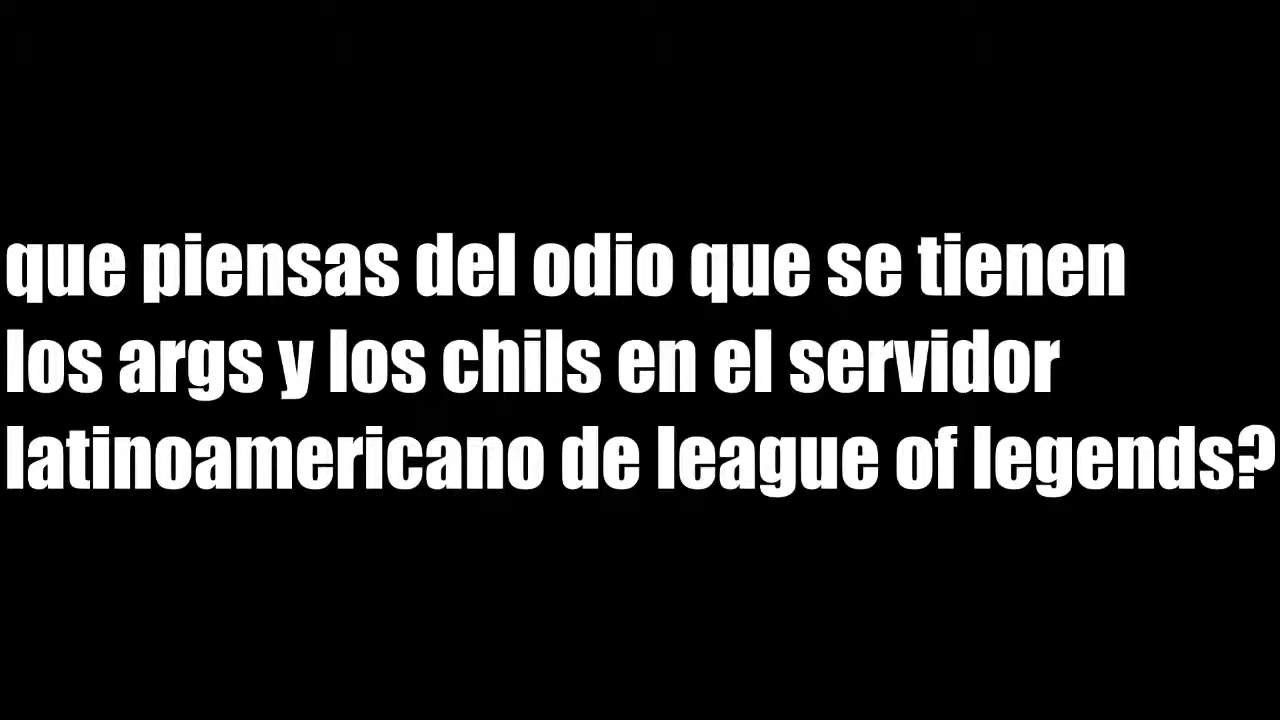 que piensas del odio que se tienen
los args y los chils en el servidor
latinoamericano de league of legends?